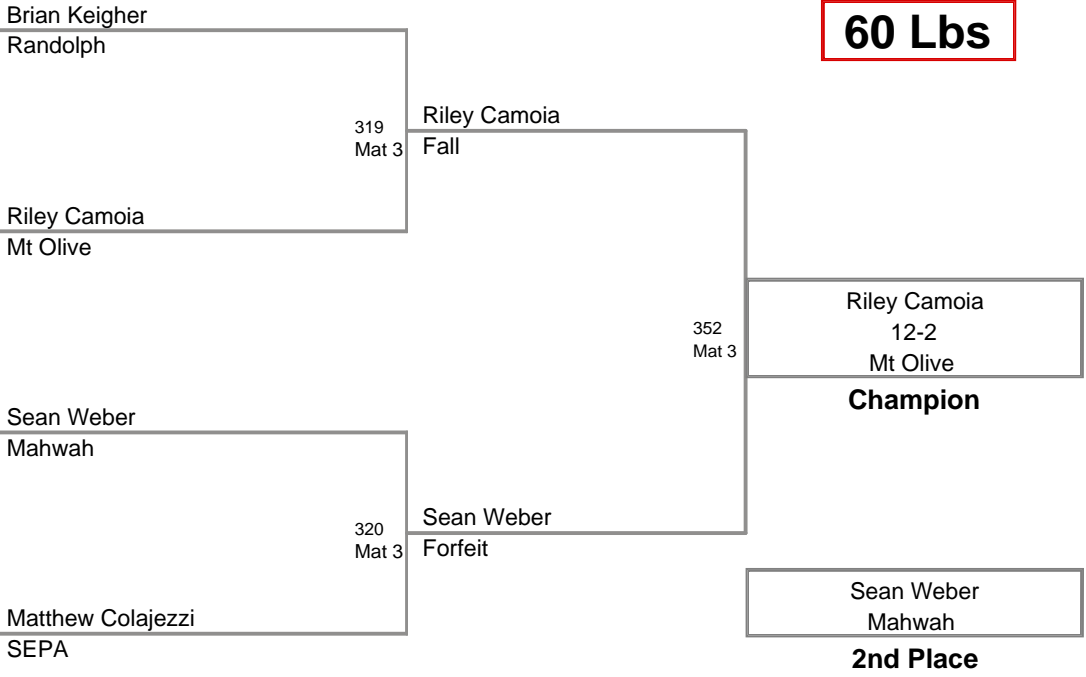 Brian Keigher
Randolph
60 Lbs
319
Mat 3
Riley Camoia
Fall
Riley Camoia
Mt Olive
352
Mat 3
Riley Camoia
12-2
Mt Olive
Champion
Sean Weber
Mahwah
320
Mat 3
Sean Weber
Forfeit
Matthew Colajezzi
SEPA
Sean Weber
Mahwah
2nd Place